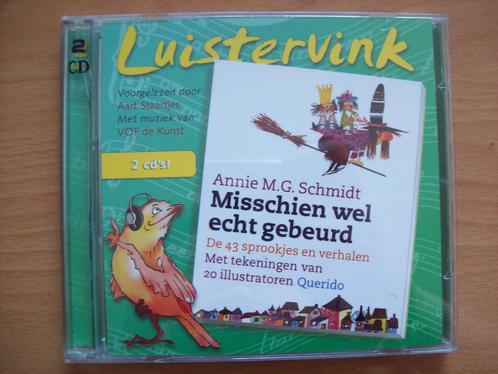 2
CD
Luistervink
Voorgelezen door
Aart Staartjes
Met muziek van
VOF de Kunst
2 cd's!
Annie M.G. Schmidt
Misschien wel
echt gebeurd
De 43 sprookjes en verhalen
Met tekeningen van
20 illustratoren Querido